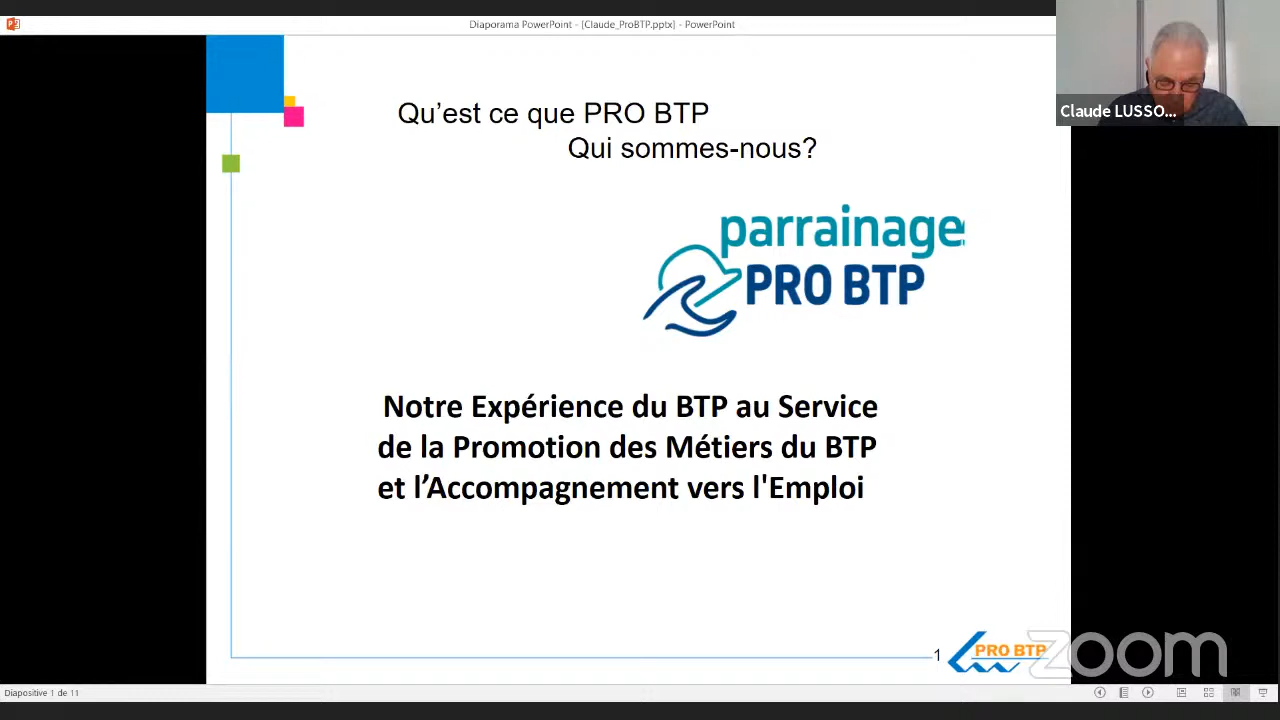 Diaporama PowerPoint - [Claude_ProBTP.pptx] - PowerPoint
Claude LUSSO...
Qu’est ce que PRO BTP
Qui sommes-nous?
parrainage
PRO BTP
Notre Expérience du BTP au Service
de la Promotion des Métiers du BTP
et l’Accompagnement vers l'Emploi
1
PRO BTP
zoom
Diapositive 1 de 11